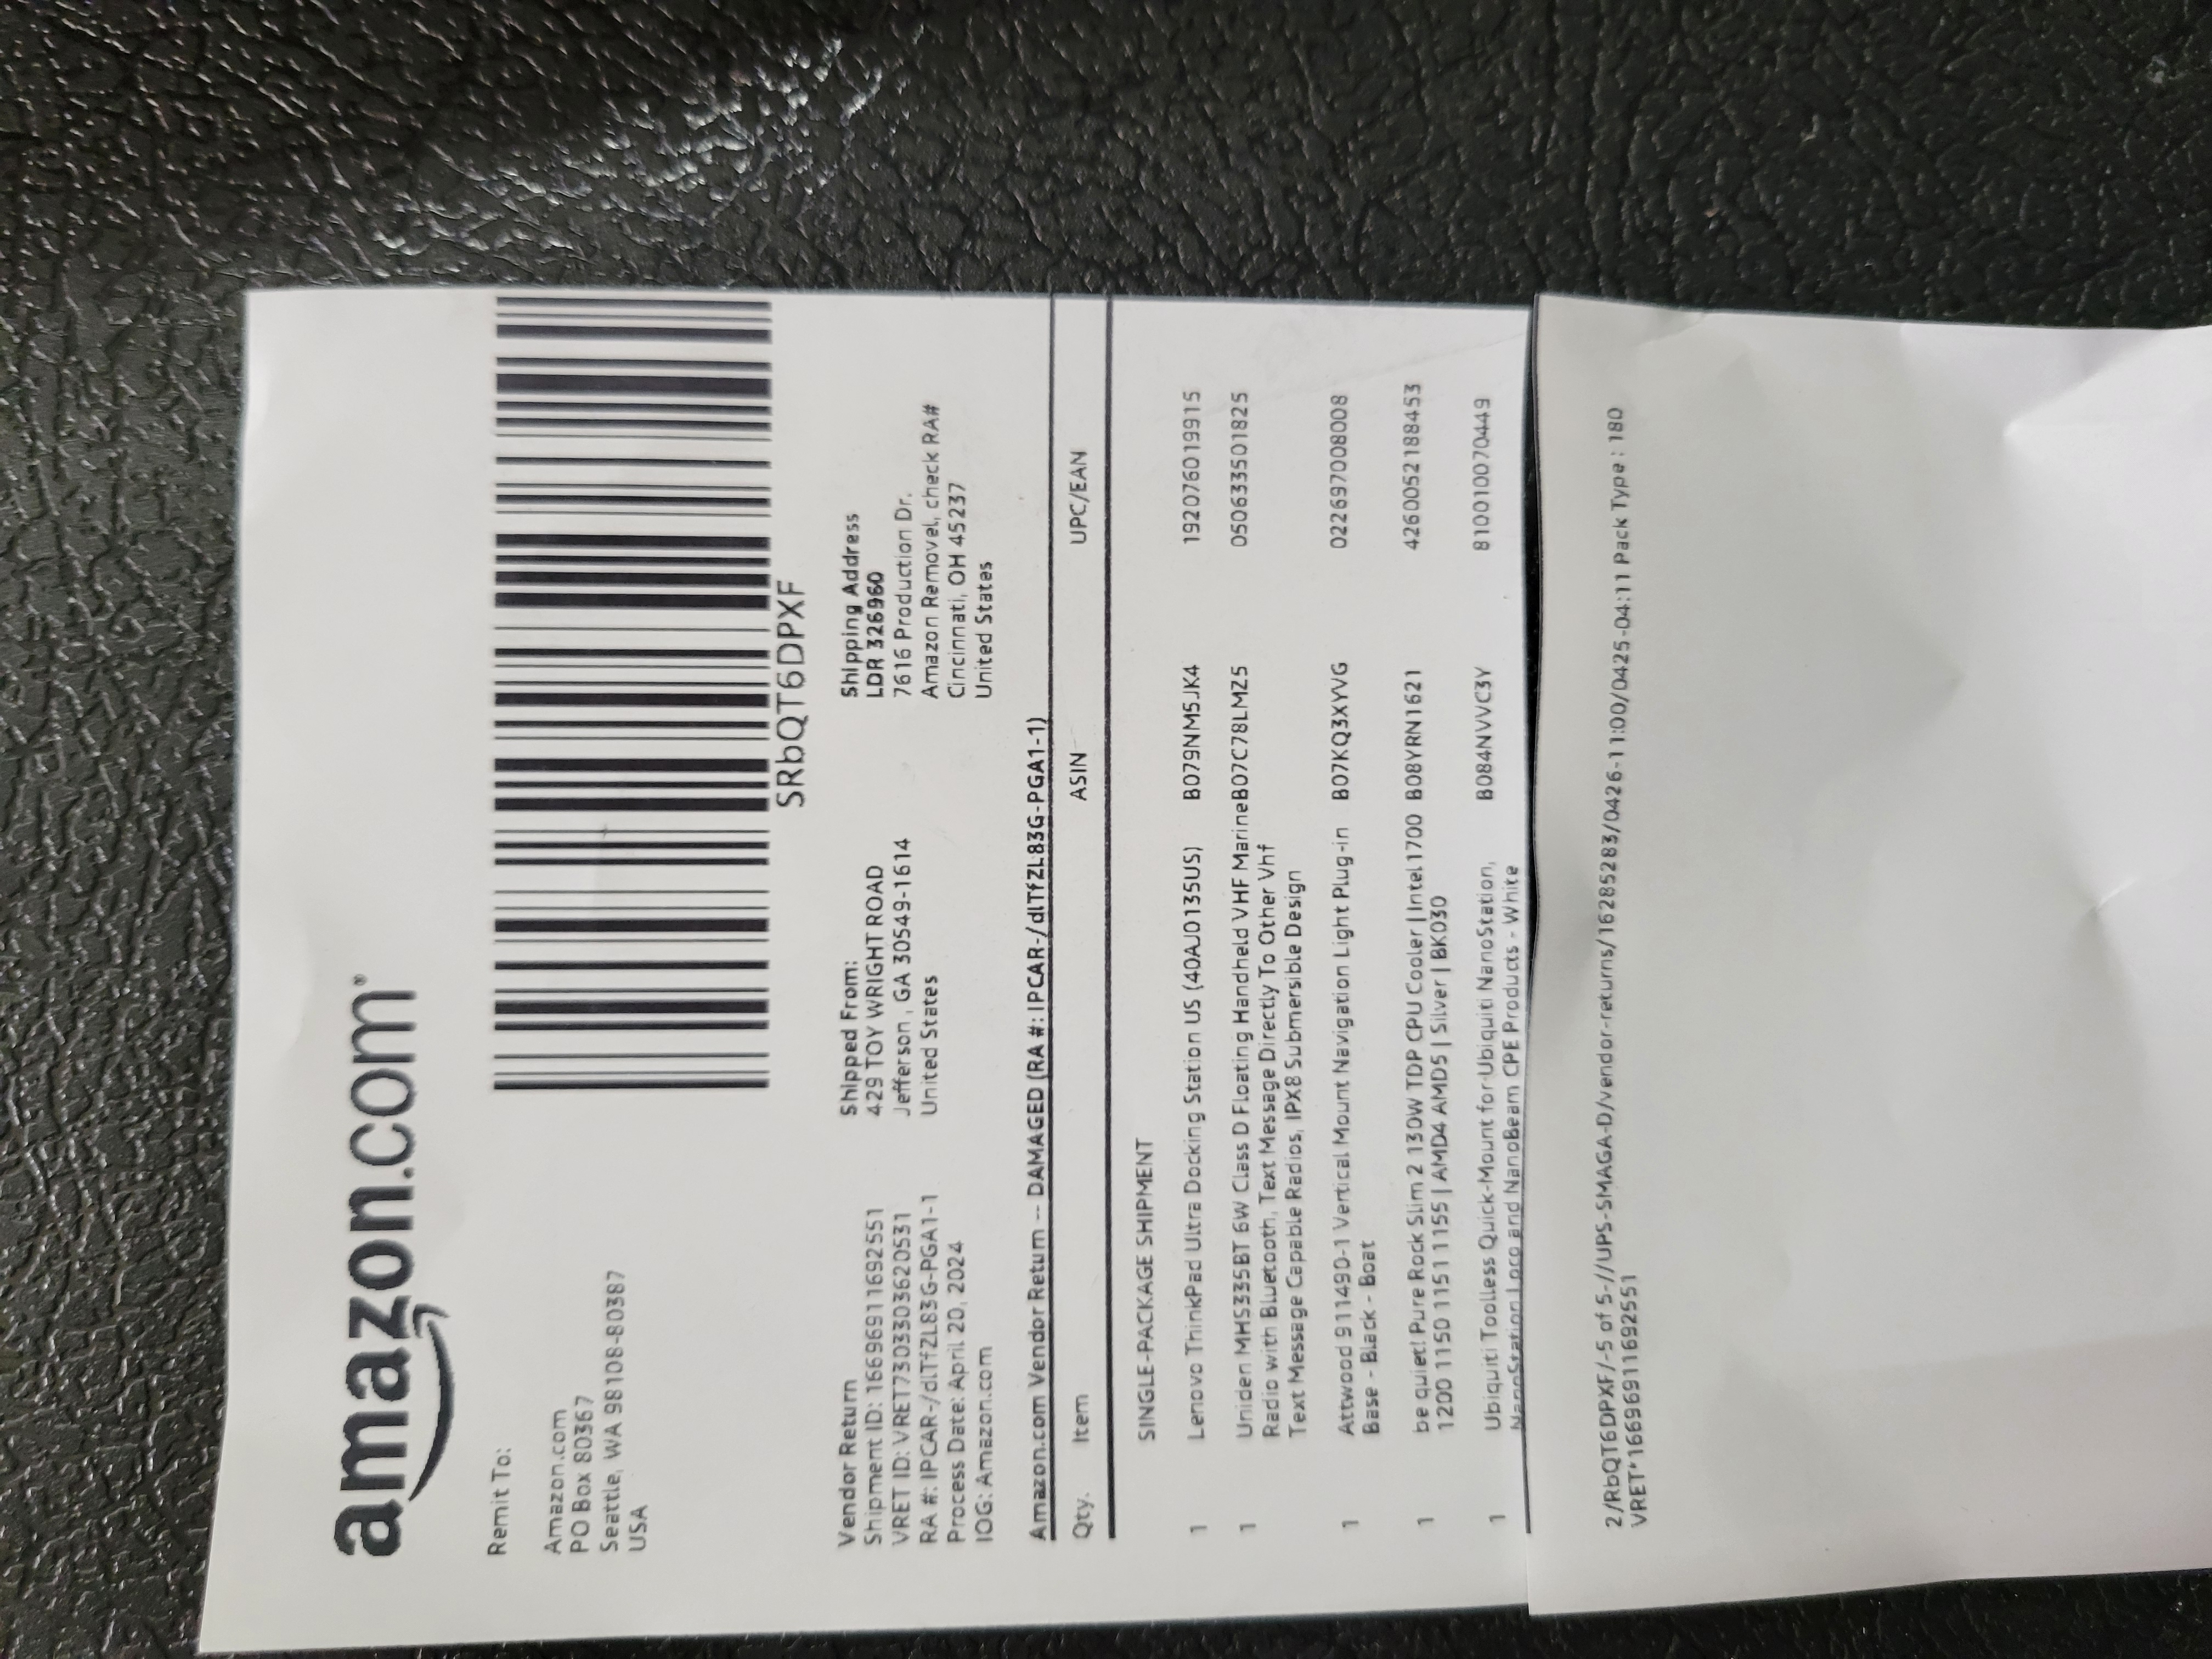 amazon.com
Remit To:
Amazon.com
PO Box 80367
Seattle, WA 98108-80387
USA
SRbQT6DPXF
Vendor Return
Shipment ID: 16696911692551
VRET ID: VRET7303303620531
RA #: IPCAR-/dlTfZL83G-PGA1-1
Process Date: April 20, 2024
IOG: Amazon.com
Shipped From:
429 TOY WRIGHT ROAD
Jefferson , GA 30549-1614
United States
Shipping Address
LDR 326960
7616 Production Dr.
Amazon Removel, check RA#
Cincinnati, OH 45237
United States
Amazon.com Vendor Return -- DAMAGED (RA #: IPCAR-/dlTfZL83G-PGA1-1)
Qty. Item ASIN UPC/EAN
SINGLE-PACKAGE SHIPMENT
1 Lenovo ThinkPad Ultra Docking Station US (40AJ0135US) B079NM5JK4 192076019915
1 Uniden MHS335BT 6W Class D Floating Handheld VHF Marine B07C78LMZ5 050633501825
Radio with Bluetooth, Text Message Directly To Other Vhf
Text Message Capable Radios, IPX8 Submersible Design
1 Attwood 911490-1 Vertical Mount Navigation Light Plug-in B07KQ3XYVG 022697008008
Base - Black - Boat
1 be quiet! Pure Rock Slim 2 130W TDP CPU Cooler | Intel 1700 B08YRN1621 4260052188453
1200 1150 1151 1155 | AMD4 AMD5 | Silver | BK030
1 Ubiquiti Toolless Quick-Mount for Ubiquiti NanoStation, B084NVVC3Y 810010070449
NanoStation Loco and NanoBeam CPE Products - White
2/RbQT6DPXF/-5 of 5-//UPS-SMAGA-D/vendor-returns/16285283/0426-11:00/0425-04:11 Pack Type : 180
VRET*16696911692551